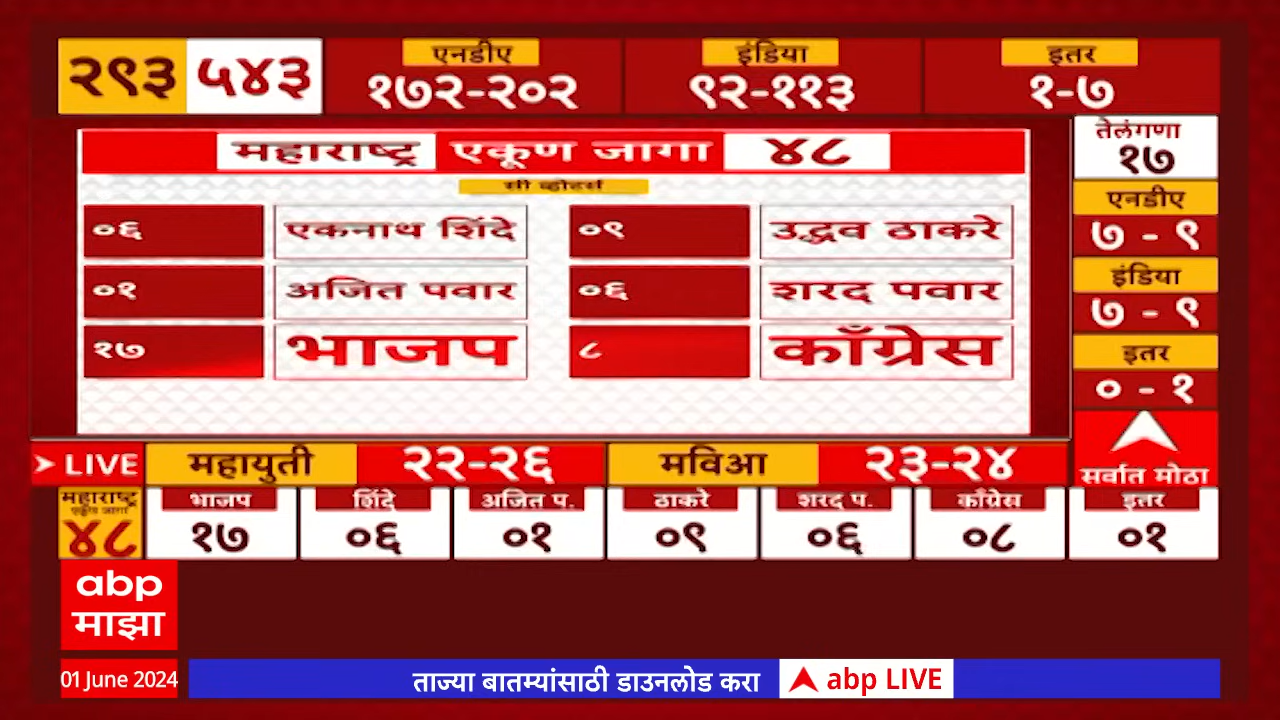 २९३ ५४३
एनडीए
१७२-२०२
इंडिया
९२-११३
इतर
१-७
महाराष्ट्र एकूण जागा ४८
सी व्होटर्स
०६ एकनाथ शिंदे ०९ उद्धव ठाकरे
०१ अजित पवार ०६ शरद पवार
१७ भाजप ८ काँग्रेस
तेलंगणा
१७
एनडीए
७ - ९
इंडिया
७ - ९
इतर
० - १
सर्वात मोठा
LIVE महायुती २२-२६ मविआ २३-२४
महाराष्ट्र
एकूण जागा
४८
भाजप
१७
शिंदे
०६
अजित प.
०१
ठाकरे
०९
शरद प.
०६
काँग्रेस
०८
इतर
०१
abp
माझा
01 June 2024
ताज्या बातम्यांसाठी डाउनलोड करा abp LIVE